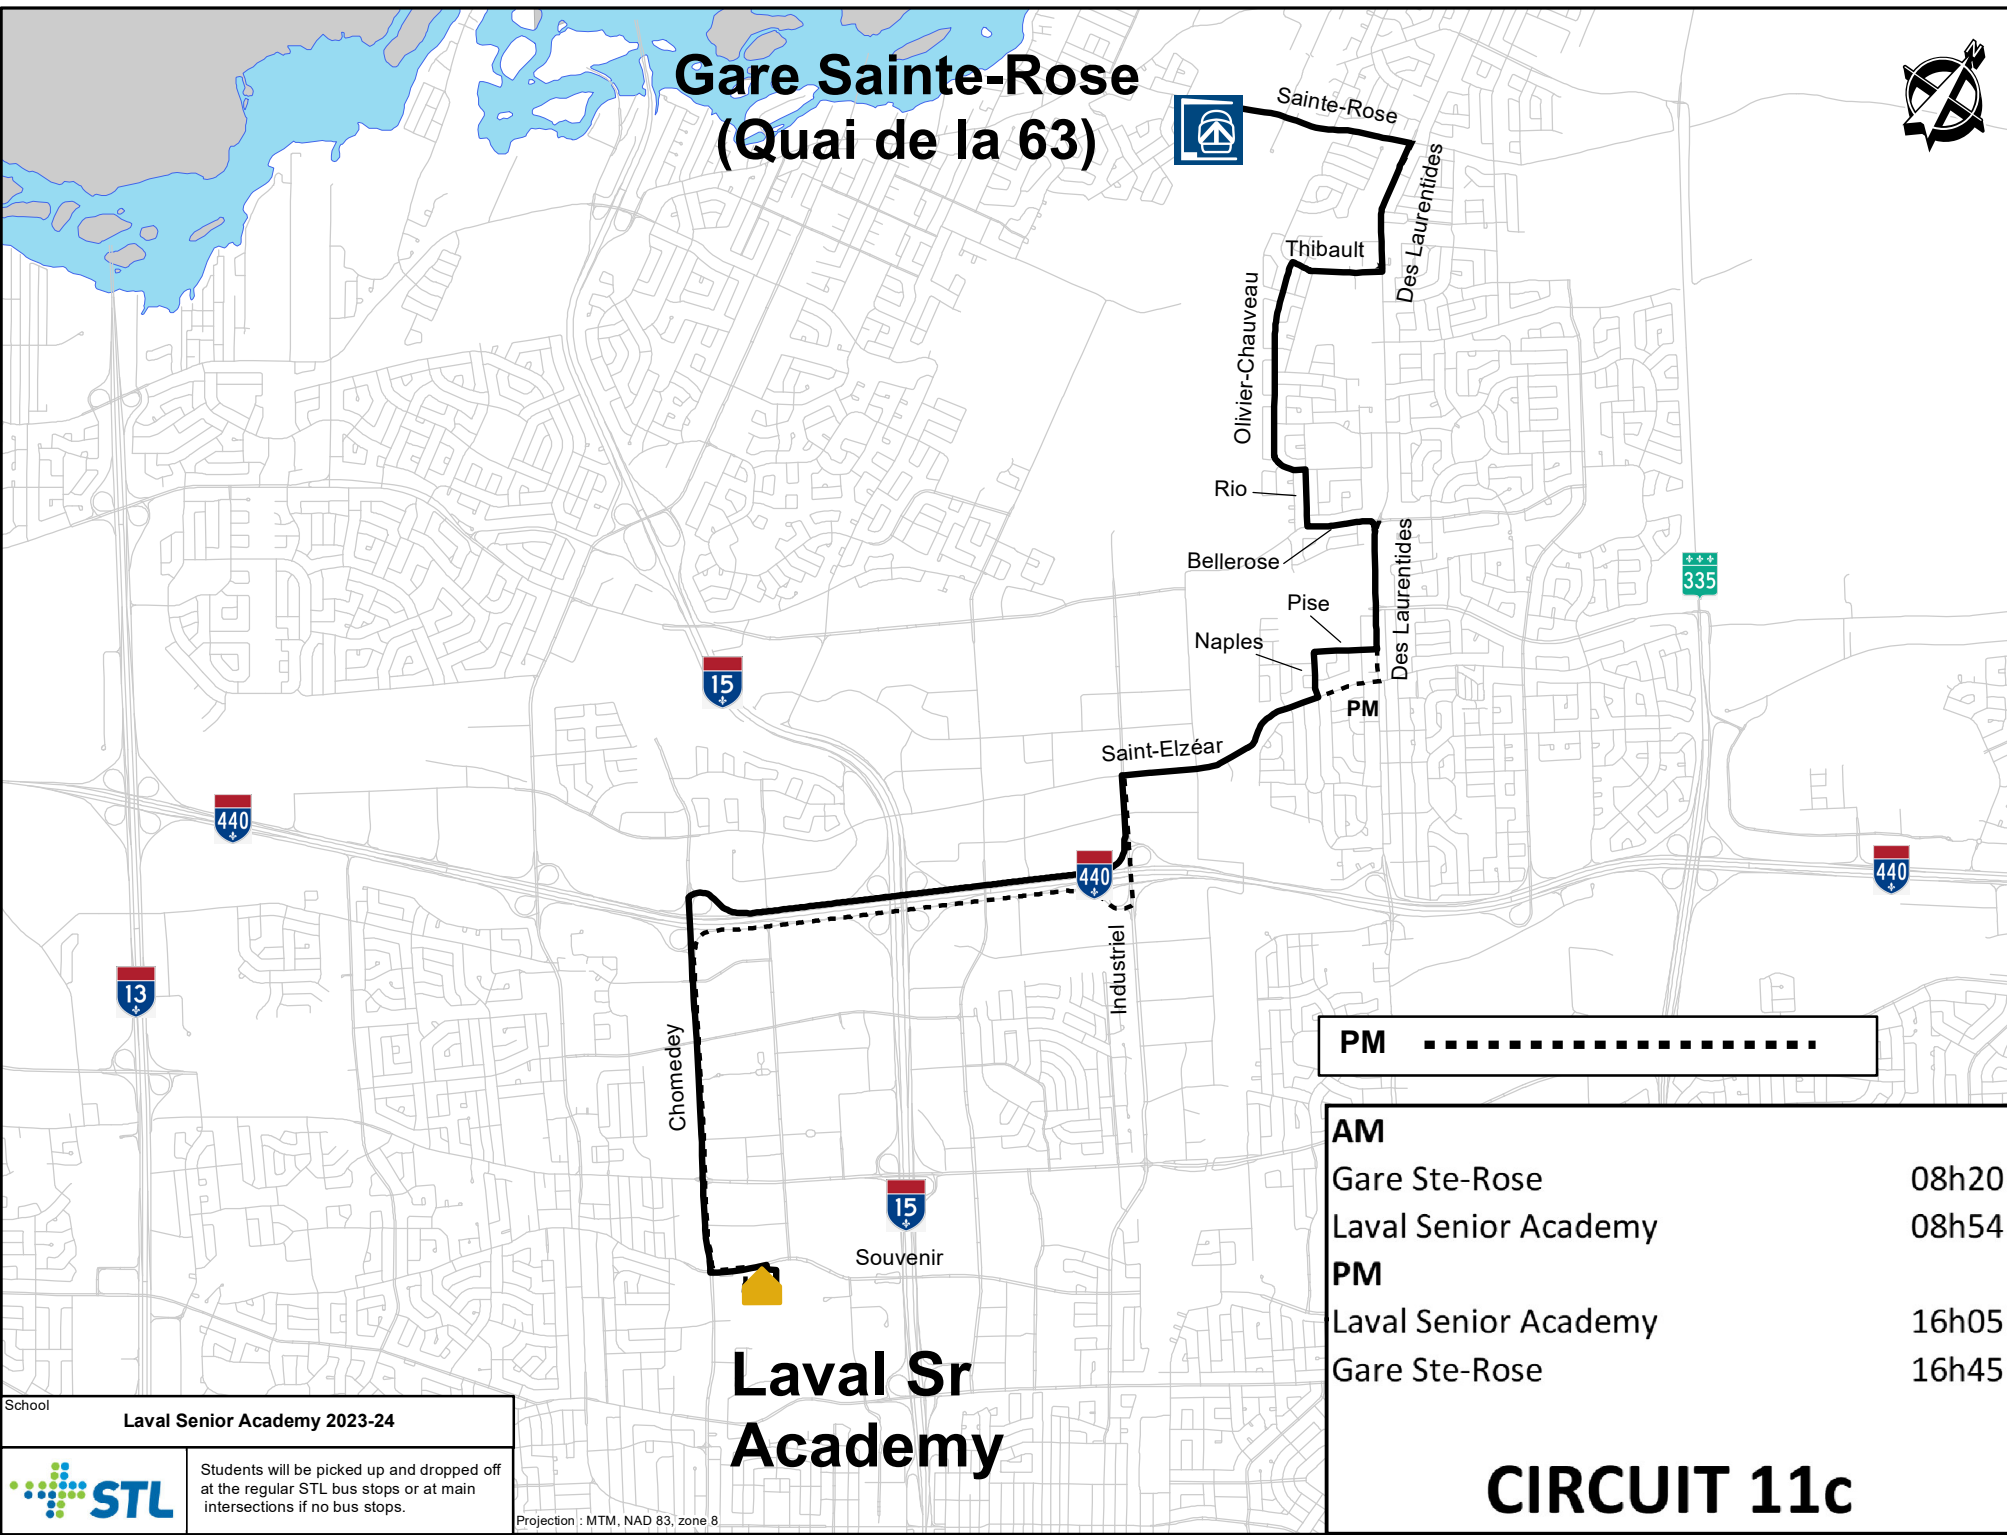 Gare Sainte-Rose
(Quai de la 63)
N
Sainte-Rose
Des Laurentides
Thibault
Olivier-Chauveau
Rio
Bellerose
Des Laurentides
335
Pise
Naples
15
PM
Saint-Elzéar
440
440
440
13
Industriel
Chomedey
PM
15
Souvenir
AM
Gare Ste-Rose 08h20
Laval Senior Academy 08h54
PM
Laval Senior Academy 16h05
Gare Ste-Rose 16h45
CIRCUIT 11c
Laval Sr
Academy
School
Laval Senior Academy 2023-24
STL
Students will be picked up and dropped off
at the regular STL bus stops or at main
intersections if no bus stops.
Projection : MTM, NAD 83, zone 8